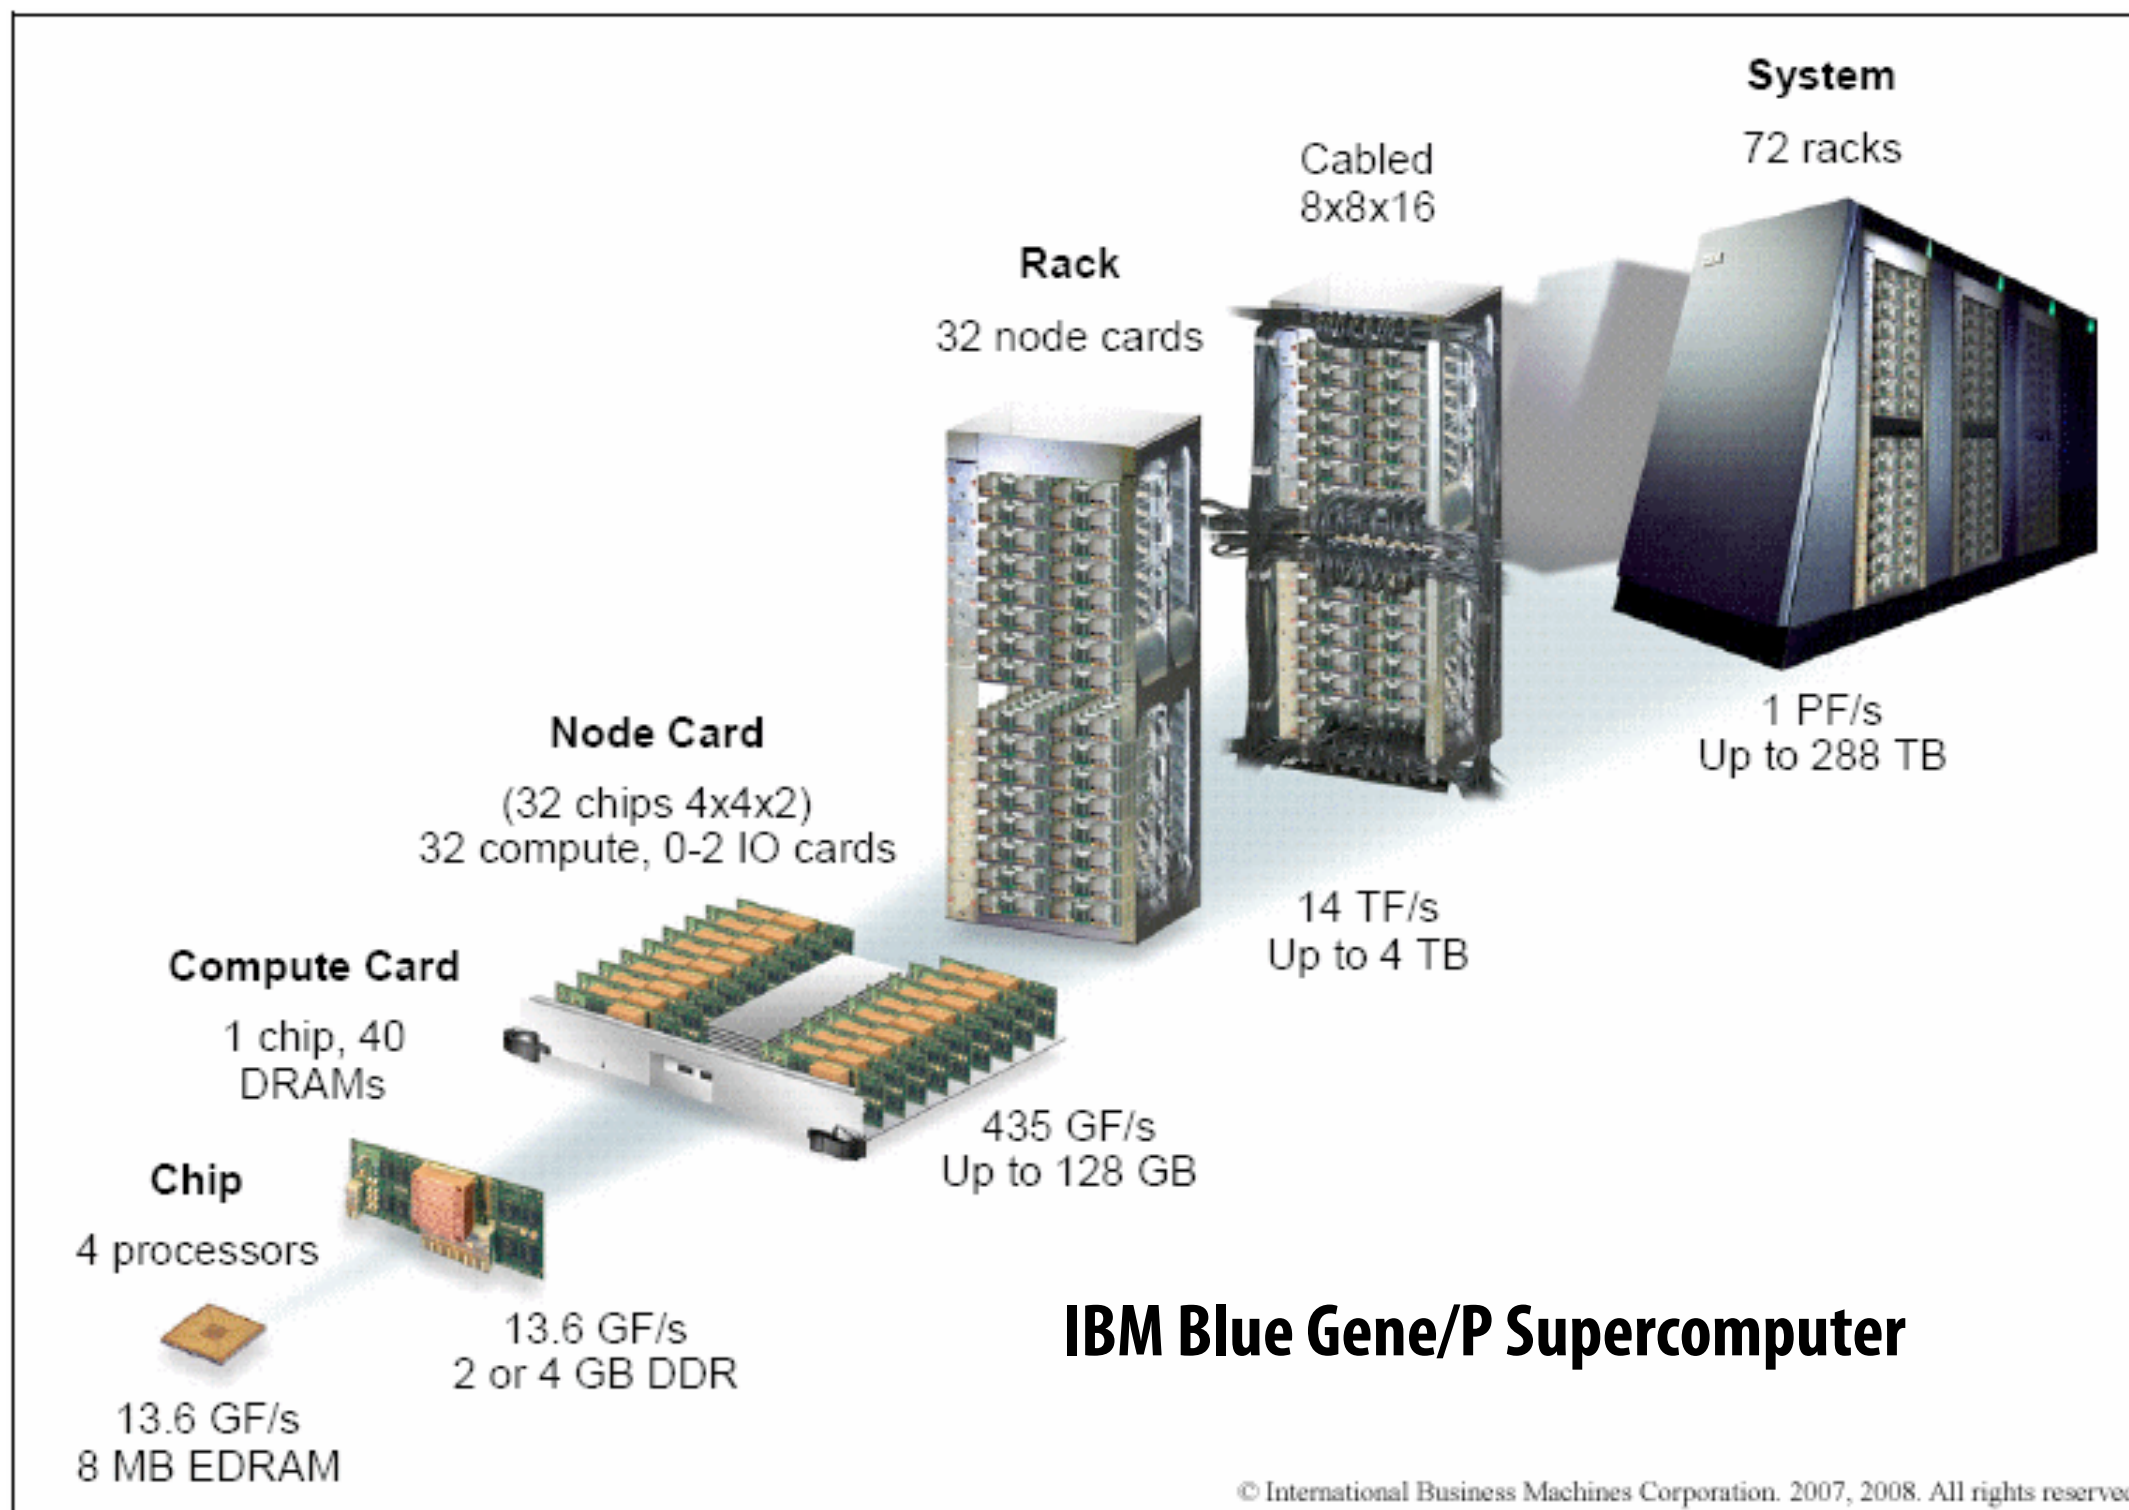 System
72 racks
Cabled
8x8x16
Rack
32 node cards
1 PF/s
Up to 288 TB
Node Card
(32 chips 4x4x2)
32 compute, 0-2 IO cards
14 TF/s
Up to 4 TB
Compute Card
1 chip, 40
DRAMs
435 GF/s
Up to 128 GB
Chip
4 processors
13.6 GF/s
2 or 4 GB DDR
IBM Blue Gene/P Supercomputer
13.6 GF/s
8 MB EDRAM
© International Business Machines Corporation. 2007, 2008. All rights reserved